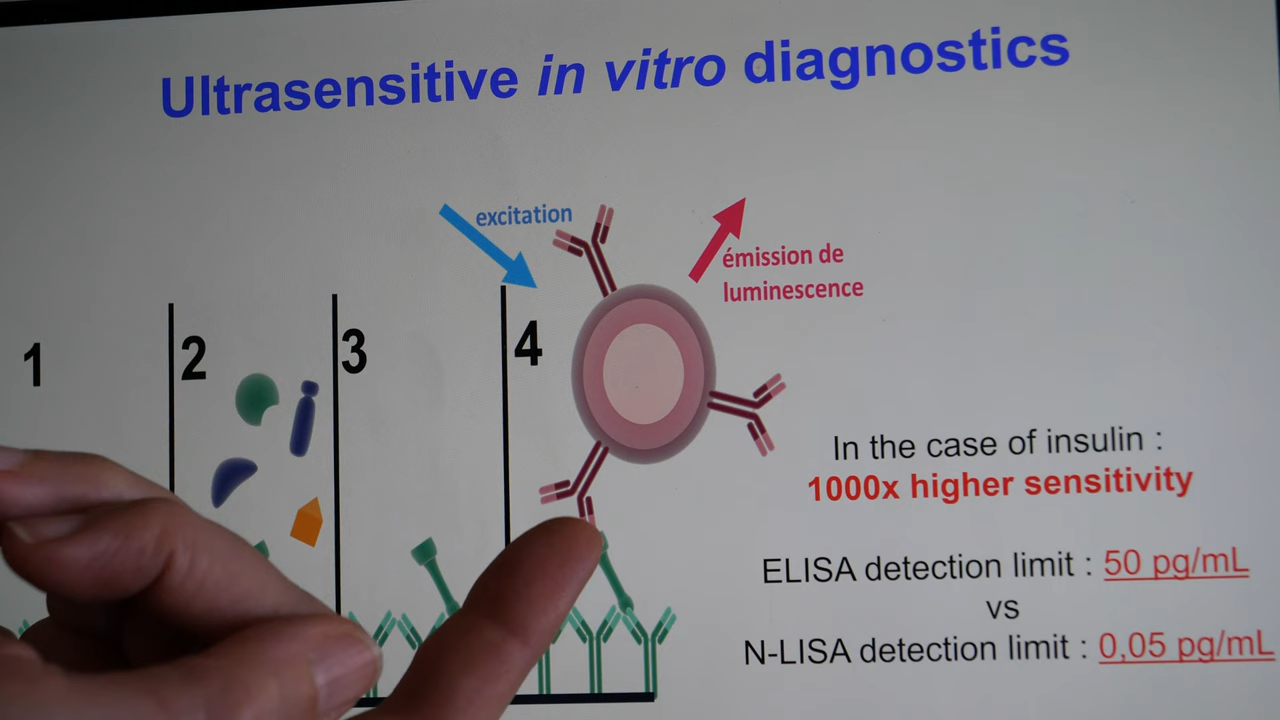 Ultrasensitive in vitro diagnostics
excitation
émission de
luminescence
1
2
3
4
In the case of insulin :
1000x higher sensitivity
ELISA detection limit : 50 pg/mL
vs
N-LISA detection limit : 0,05 pg/mL